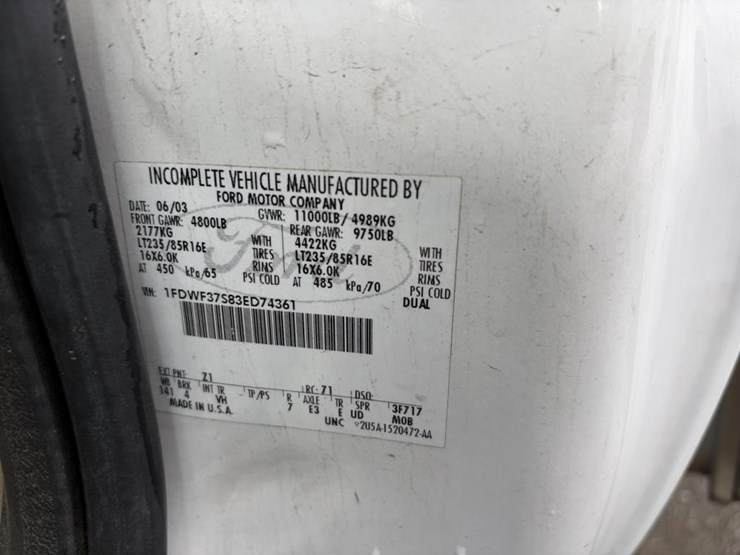 INCOMPLETE VEHICLE MANUFACTURED BY
FORD MOTOR COMPANY
DATE: 06/03 GVWR: 11000LB/ 4989KG
FRONT GAWR: 4800LB REAR GAWR: 9750LB
2177KG WITH 4422KG WITH
LT235/85R16E TIRES LT235/85R16E TIRES
16X6.0K RINS 16X6.0K RINS
AT 450 kPa/65 PSI COLD AT 485 kPa/70 PSI COLD
DUAL
VIN: 1FDWF37S83ED74361
Ford
EXT PNT: Z1 RC: 71 DSO:
WB BRK INT TR TP/PS R AXLE TR SPR 3F717
141 4 VH 7 E3 E UD MOB
MADE IN U.S.A. UNC 2U5A-1520472-AA